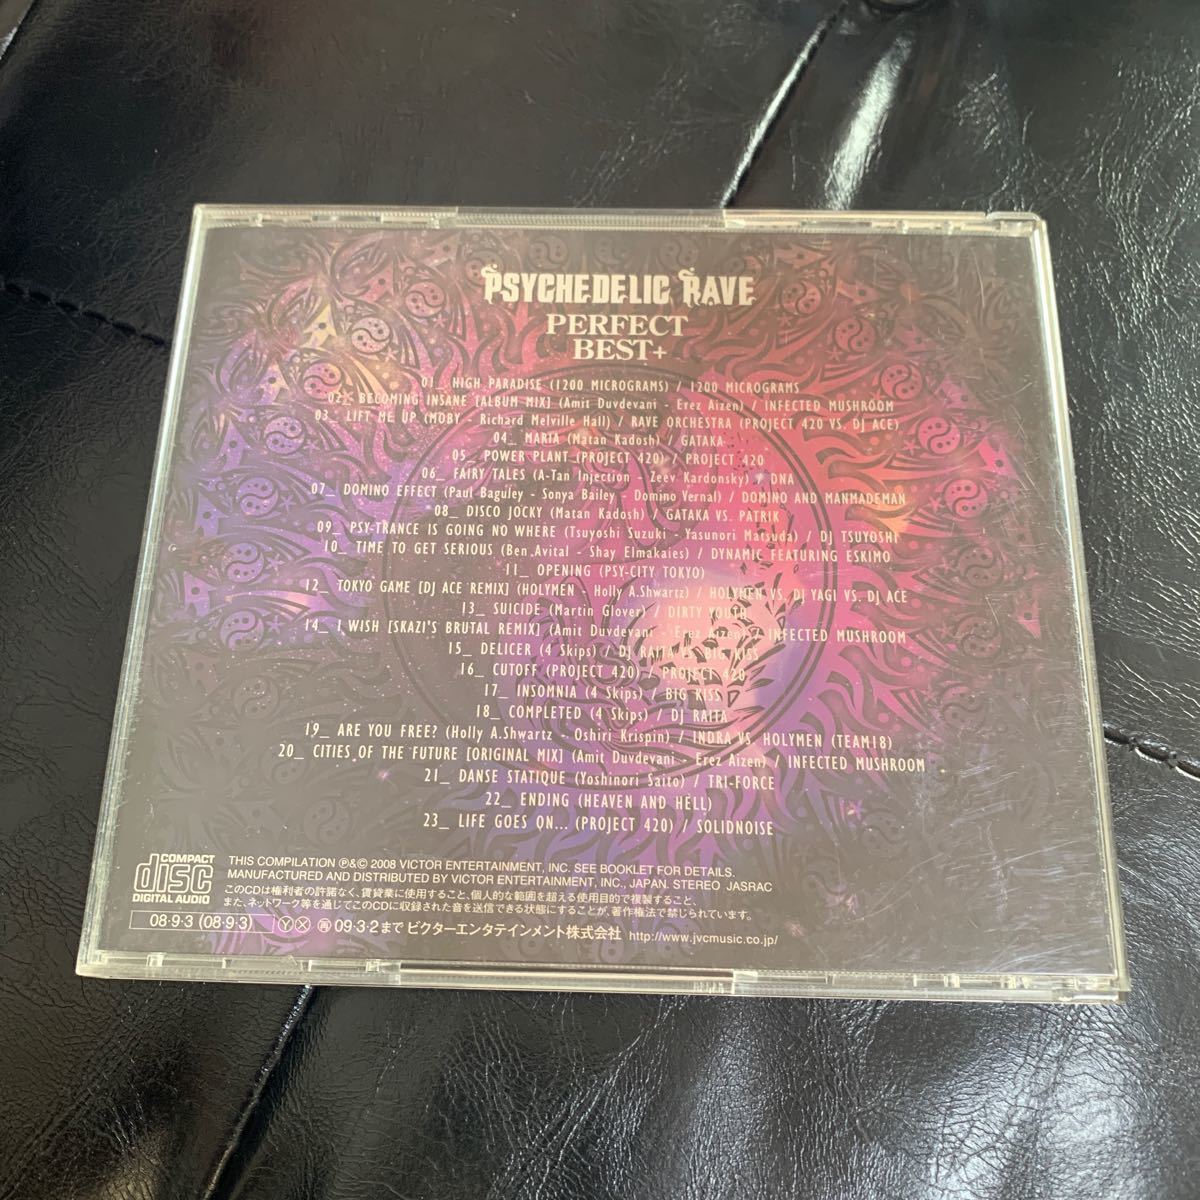 PSYCHEDELIC RAVE
PERFECT
BEST+
01_ HIGH PARADISE (1200 MICROGRAMS) / 1200 MICROGRAMS
02_ BECOMING INSANE [ALBUM MIX] (Amit Duvdevani - Erez Aizen) / INFECTED MUSHROOM
03_ LIFT ME UP (MOBY - Richard Melville Hall) / RAVE ORCHESTRA (PROJECT 420 VS. DJ ACE)
04_ MARIA (Matan Kadosh) / GATAKA
05_ POWER PLANT (PROJECT 420) / PROJECT 420
06_ FAIRY TALES (A-Tan Injection - Zeev Kardonsky) / DNA
07_ DOMINO EFFECT (Paul Baguley - Sonya Bailey - Domino Vernal) / DOMINO AND MANMADEMAN
08_ DISCO JOCKY (Matan Kadosh) / GATAKA VS. PATRIK
09_ PSY-TRANCE IS GOING NO WHERE (Tsuyoshi Suzuki - Yasunori Matsuda) / DJ TSUYOSHI
10_ TIME TO GET SERIOUS (Ben Avital - Shay Elmakaies) / DYNAMIC FEATURING ESKIMO
11_ OPENING (PSY-CITY TOKYO)
12_ TOKYO GAME [DJ ACE REMIX] (HOLYMEN - Holly A.Shwartz) / HOLYMEN VS. DJ YAGI VS. DJ ACE
13_ SUICIDE (Martin Glover) / DIRTY YOUTH
14_ I WISH [SKAZI'S BRUTAL REMIX] (Amit Duvdevani - Erez Aizen) / INFECTED MUSHROOM
15_ DELICER (4 Skips) / DJ RAITA VS. BIG KISS
16_ CUTOFF (PROJECT 420) / PROJECT 420
17_ INSOMNIA (4 Skips) / BIG KISS
18_ COMPLETED (4 Skips) / DJ RAITA
19_ ARE YOU FREE? (Holly A.Shwartz - Oshiri Krispin) / INDRA VS. HOLYMEN (TEAM18)
20_ CITIES OF THE FUTURE [ORIGINAL MIX] (Amit Duvdevani - Erez Aizen) / INFECTED MUSHROOM
21_ DANSE STATIQUE (Yoshinori Saito) / TRI-FORCE
22_ ENDING (HEAVEN AND HELL)
23_ LIFE GOES ON... (PROJECT 420) / SOLIDNOISE
COMPACT
disc
DIGITAL AUDIO
THIS COMPILATION Ⓟ&© 2008 VICTOR ENTERTAINMENT, INC. SEE BOOKLET FOR DETAILS.
MANUFACTURED AND DISTRIBUTED BY VICTOR ENTERTAINMENT, INC., JAPAN. STEREO JASRAC
このCDは権利者の許諾なく、賃貸業に使用すること、個人的な範囲を超える使用目的で複製すること、
また、ネットワーク等を通じてこのCDに収録された音を送信できる状態にすることが、著作権法で禁じられています。
08·9·3 (08·9·3) Ⓨ Ⓧ ㊢ 09·3·2まで ビクターエンタテインメント株式会社 http://www.jvcmusic.co.jp/